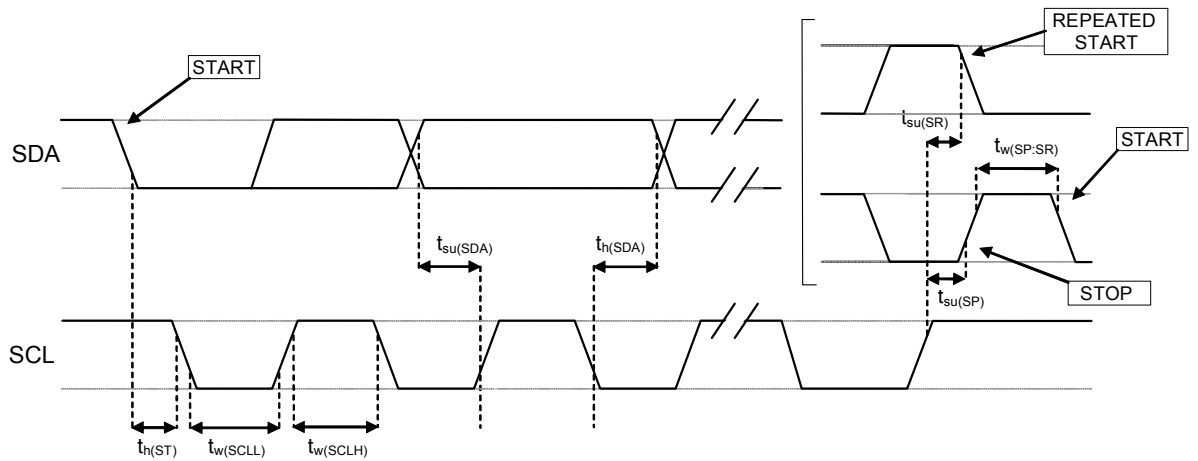 REPEATED
START
START
SDA
tsu(SR)
tw(SP:SR)
START
tsu(SDA)
th(SDA)
tsu(SP)
STOP
SCL
th(ST)
tw(SCLL)
tw(SCLH)